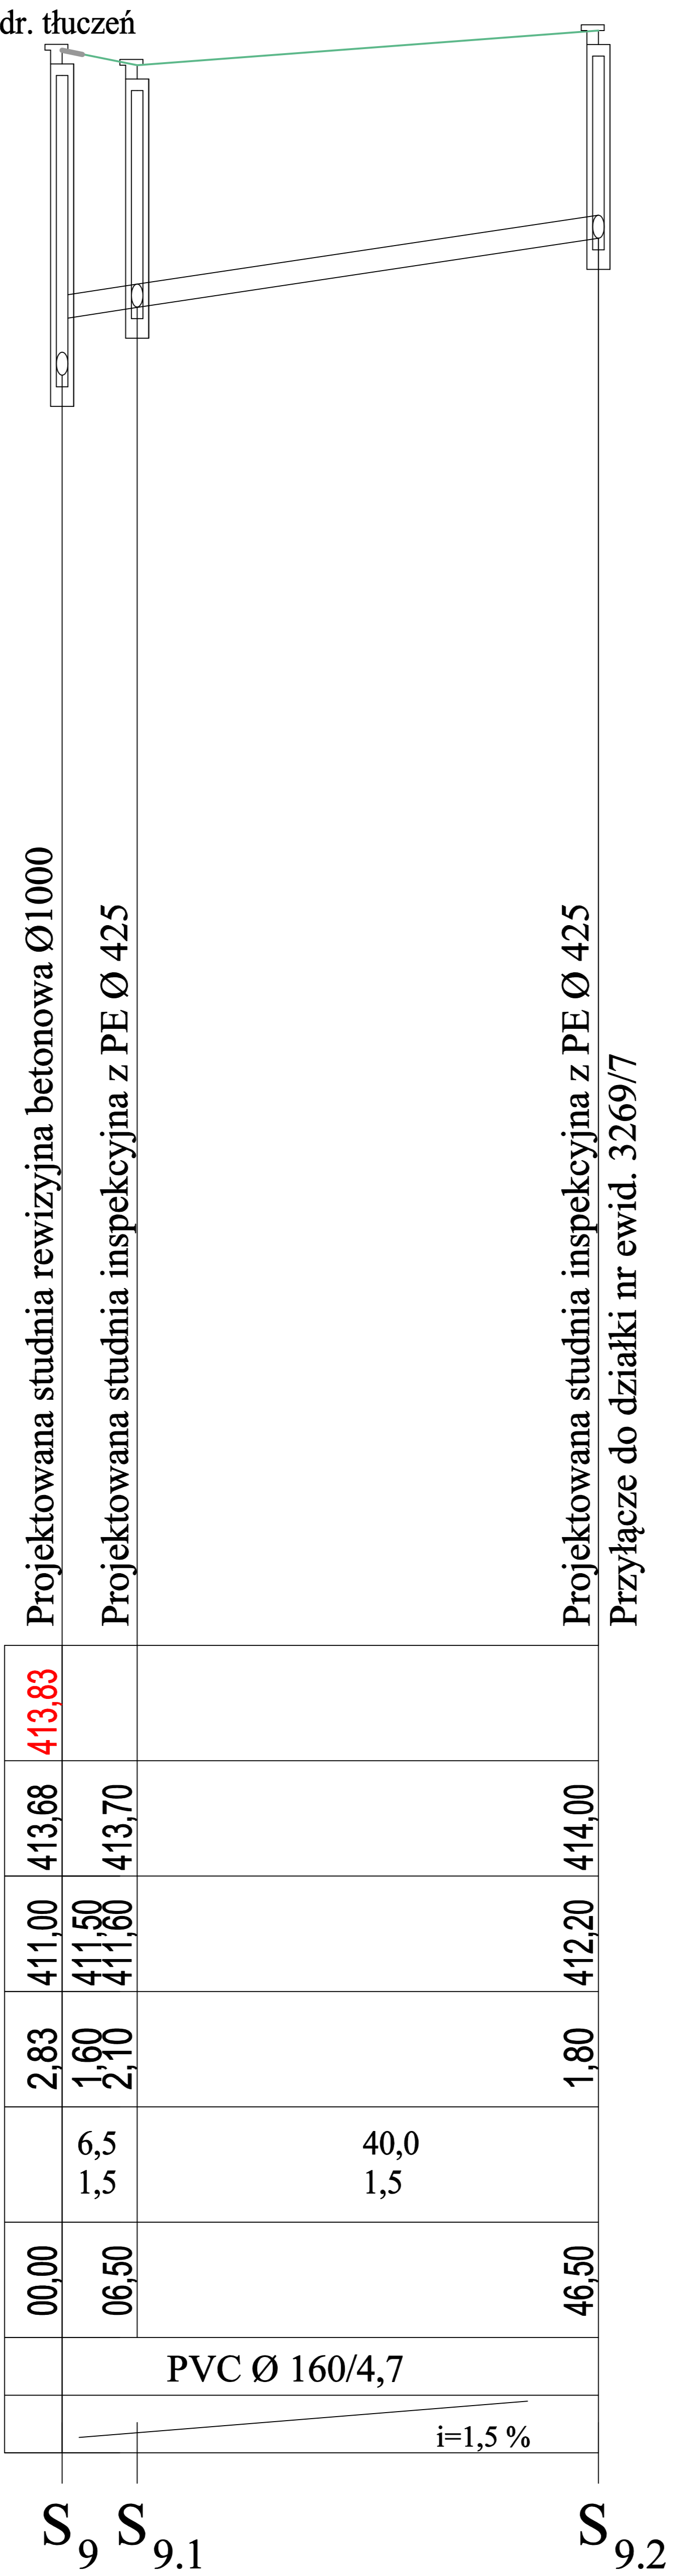 dr. tłuczeń
Projektowana studnia rewizyjna betonowa Ø1000
Projektowana studnia inspekcyjna z PE Ø 425
Projektowana studnia inspekcyjna z PE Ø 425
Przyłącze do działki nr ewid. 3269/7
413,83
413,68 413,70 414,00
411,00 411,50 411,60 412,20
2,83 1,60 2,10 1,80
6,5 40,0
1,5 1,5
00,00 06,50 46,50
PVC Ø 160/4,7
i=1,5 %
S9 S9.1 S9.2